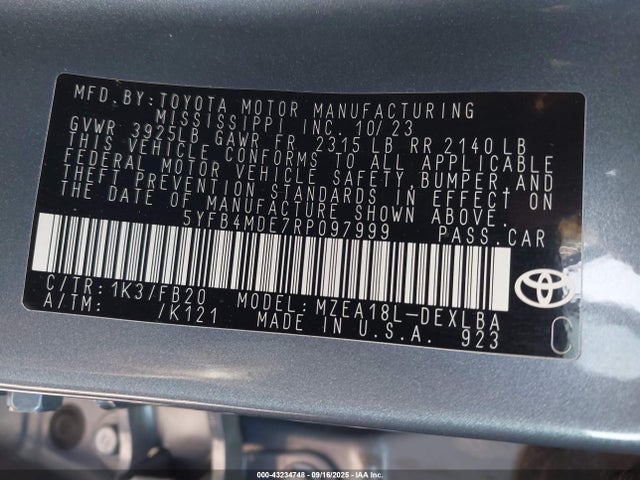 MFD. BY: TOYOTA MOTOR MANUFACTURING
MISSISSIPPI INC. 10/23
GVWR 3925LB GAWR FR 2315 LB RR 2140 LB
THIS VEHICLE CONFORMS TO ALL APPLICABLE
FEDERAL MOTOR VEHICLE SAFETY, BUMPER, AND
THEFT PREVENTION STANDARDS IN EFFECT ON
THE DATE OF MANUFACTURE SHOWN ABOVE.
5YFB4MDE7RP097999 PASS. CAR
C/TR: 1K3/FB20 MODEL: MZEA18L-DEXLBA
A/TM: /K121 MADE IN U.S.A. 923
C
000-43234748 - 09/16/2025 - IAA Inc.